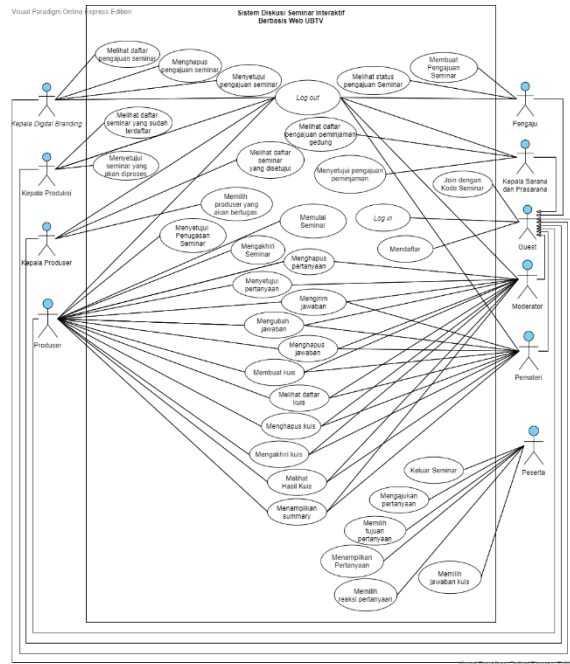 Visual Paradigm Online Express Edition
Sistem Diskusi Seminar Interaktif
Berbasis Web UBTV
Melihat daftar
pengajuan seminar
Menghapus
pengajuan seminar
Menyetujui
pengajuan seminar
Log out
Melihat status
pengajuan Seminar
Membuat
Pengajuan
Seminar
Kepala Digital Branding
Pengaju
Melihat daftar
seminar yang sudah
terdaftar
Melihat daftar
pengajuan peminjaman
gedung
Menyetujui
seminar yang
akan diproses
Melihat daftar
seminar
yang disetujui
Menyetujui pengajuan
peminjaman
Kepala Produksi
Kepala Sarana
dan Prasarana
Join dengan
Kode Seminar
Memilih
produser yang
akan bertugas
Memulai
Seminar
Log in
Mendaftar
Guest
Kepala Produser
Menyetujui
Penugasan
Seminar
Mengakhiri
Seminar
Menghapus
pertanyaan
Menyetujui
pertanyaan
Mengirim
jawaban
Moderator
Produser
Mengubah
jawaban
Menghapus
jawaban
Membuat kuis
Pemateri
Melihat daftar
kuis
Menghapus kuis
Mengakhiri kuis
Melihat
Hasil Kuis
Menampilkan
summary
Keluar Seminar
Peserta
Mengajukan
pertanyaan
Memilih
tujuan
pertanyaan
Menampilkan
Pertanyaan
Memilih
reaksi pertanyaan
Memilih
jawaban kuis